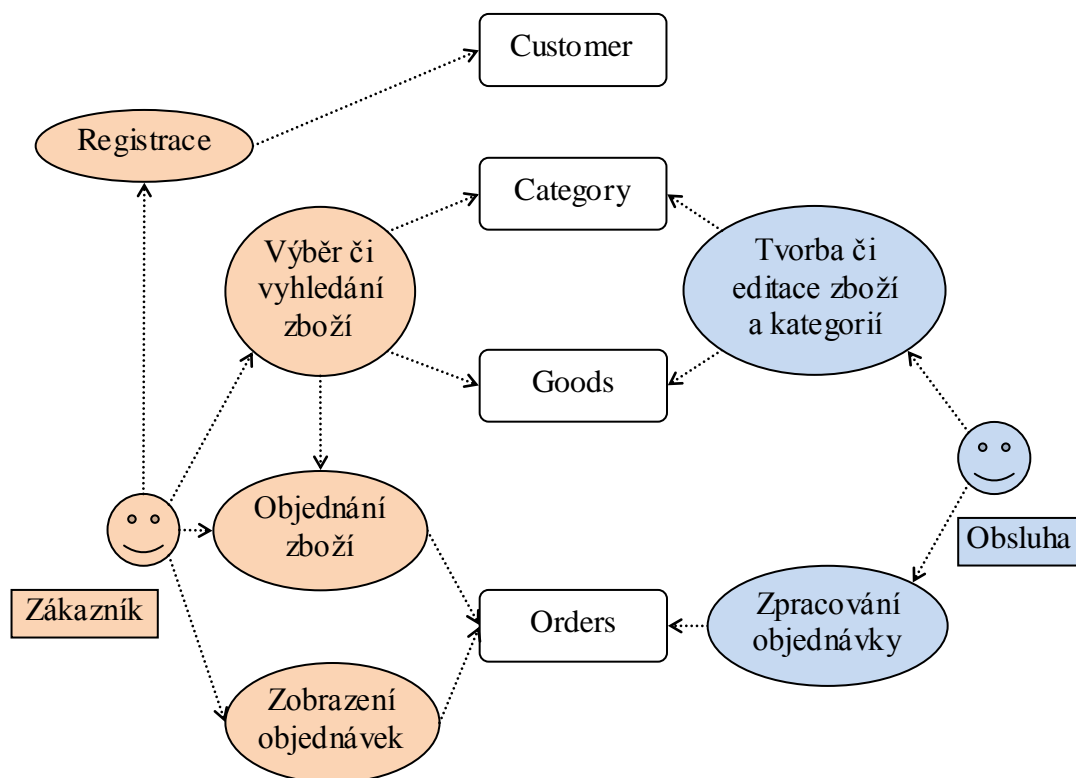 Customer
Registrace
Category
Výběr či
vyhledání
zboží
Tvorba či
editace zboží
a kategorií
Goods
Objednání
zboží
Obsluha
Zákazník
Orders
Zpracování
objednávky
Zobrazení
objednávek